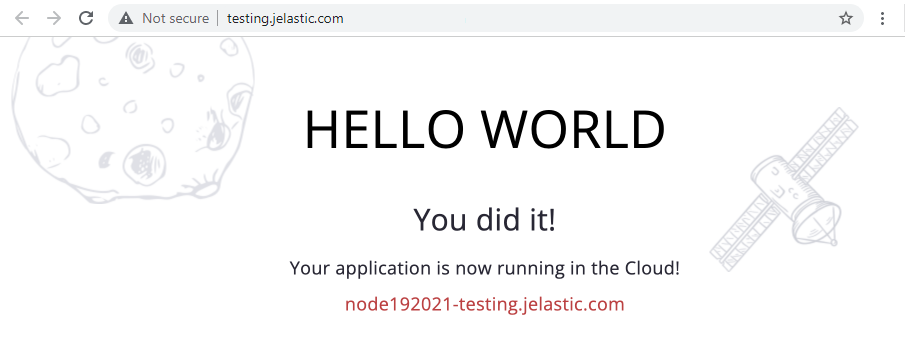 Not secure testing.jelastic.com
HELLO WORLD
You did it!
Your application is now running in the Cloud!
node192021-testing.jelastic.com